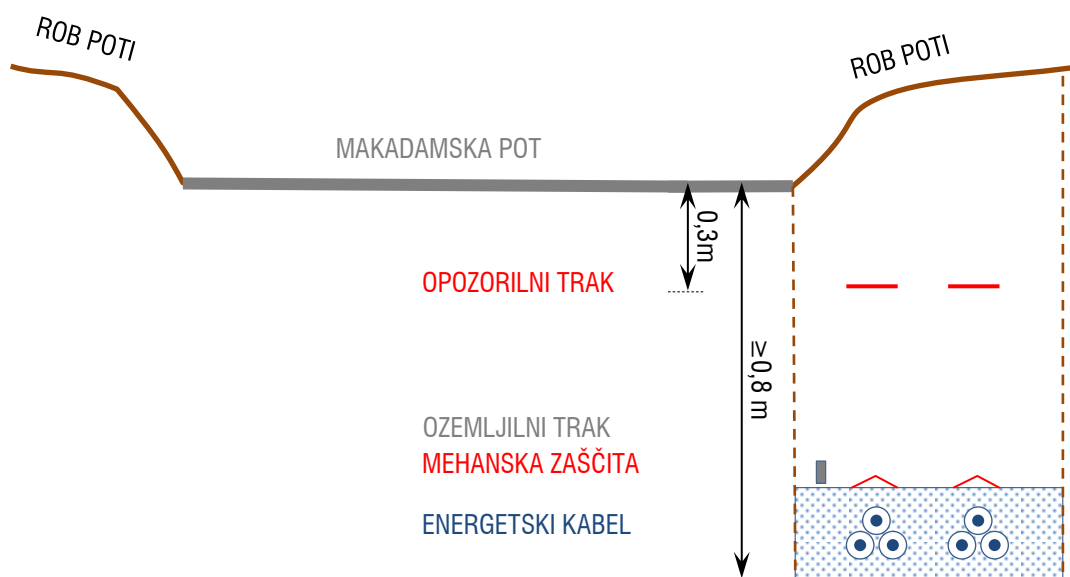 ROB POTI
ROB POTI
MAKADAMSKA POT
0,3m
OPOZORILNI TRAK
≥0,8 m
OZEMLJILNI TRAK
MEHANSKA ZAŠČITA
ENERGETSKI KABEL